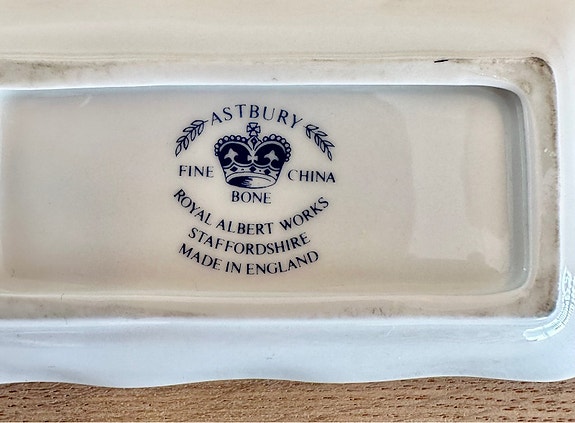 ASTBURY
FINE CHINA
BONE
ROYAL ALBERT WORKS
STAFFORDSHIRE
MADE IN ENGLAND